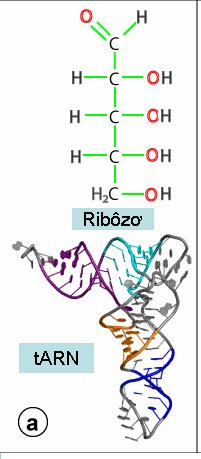 O H
C
H C OH
H C OH
H C OH
H₂C OH
Ribôzơ
tARN
a